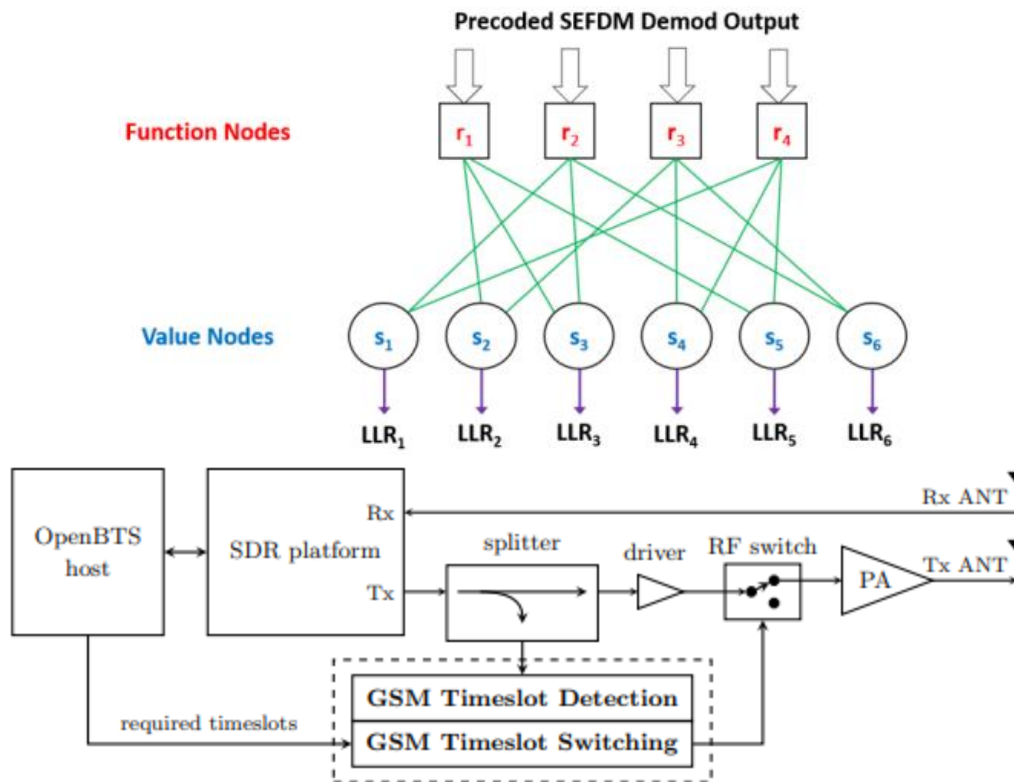 Precoded SEFDM Demod Output
Function Nodes
r₁ r₂ r₃ r₄
Value Nodes
s₁ s₂ s₃ s₄ s₅ s₆
LLR₁ LLR₂ LLR₃ LLR₄ LLR₅ LLR₆
OpenBTS
host
SDR platform
Rx
Tx
splitter
driver
RF switch
PA
Rx ANT
Tx ANT
GSM Timeslot Detection
GSM Timeslot Switching
required timeslots